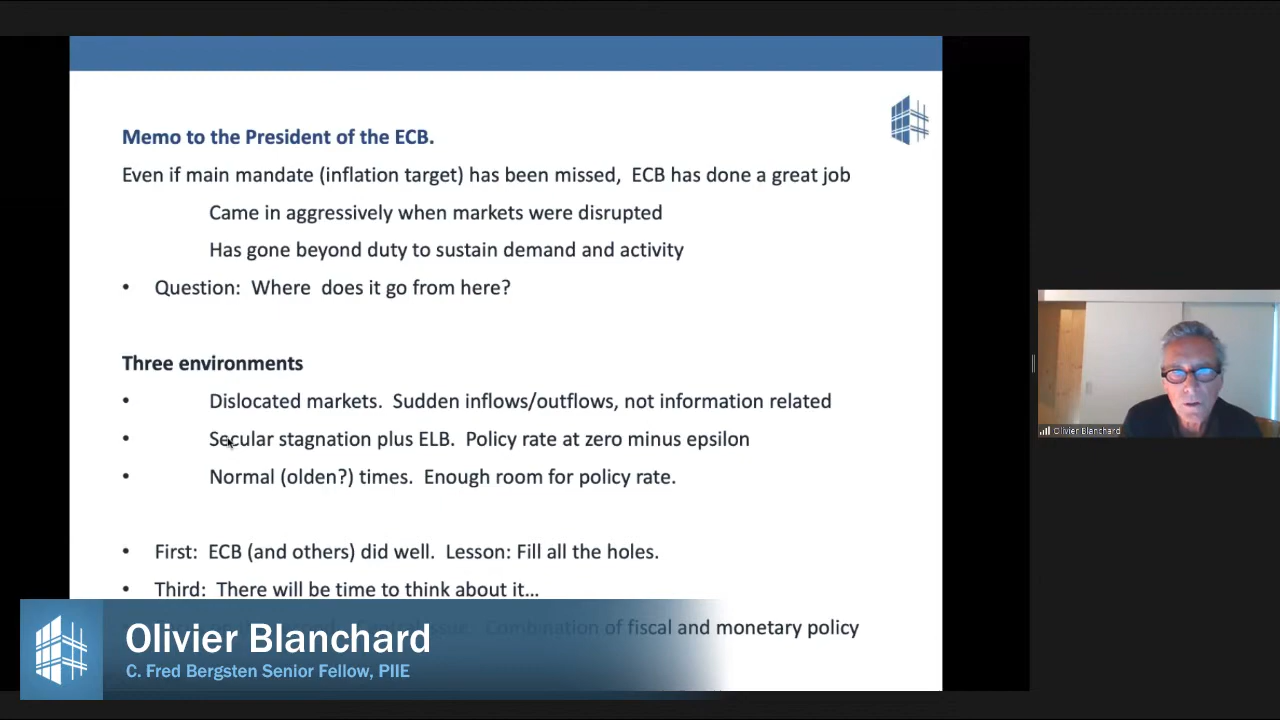 Memo to the President of the ECB.
Even if main mandate (inflation target) has been missed, ECB has done a great job
Came in aggressively when markets were disrupted
Has gone beyond duty to sustain demand and activity
• Question: Where does it go from here?
Three environments
• Dislocated markets. Sudden inflows/outflows, not information related
• Secular stagnation plus ELB. Policy rate at zero minus epsilon
• Normal (olden?) times. Enough room for policy rate.
• First: ECB (and others) did well. Lesson: Fill all the holes.
• Third: There will be time to think about it...
Combination of fiscal and monetary policy
Olivier Blanchard
C. Fred Bergsten Senior Fellow, PIIE
Olivier Blanchard